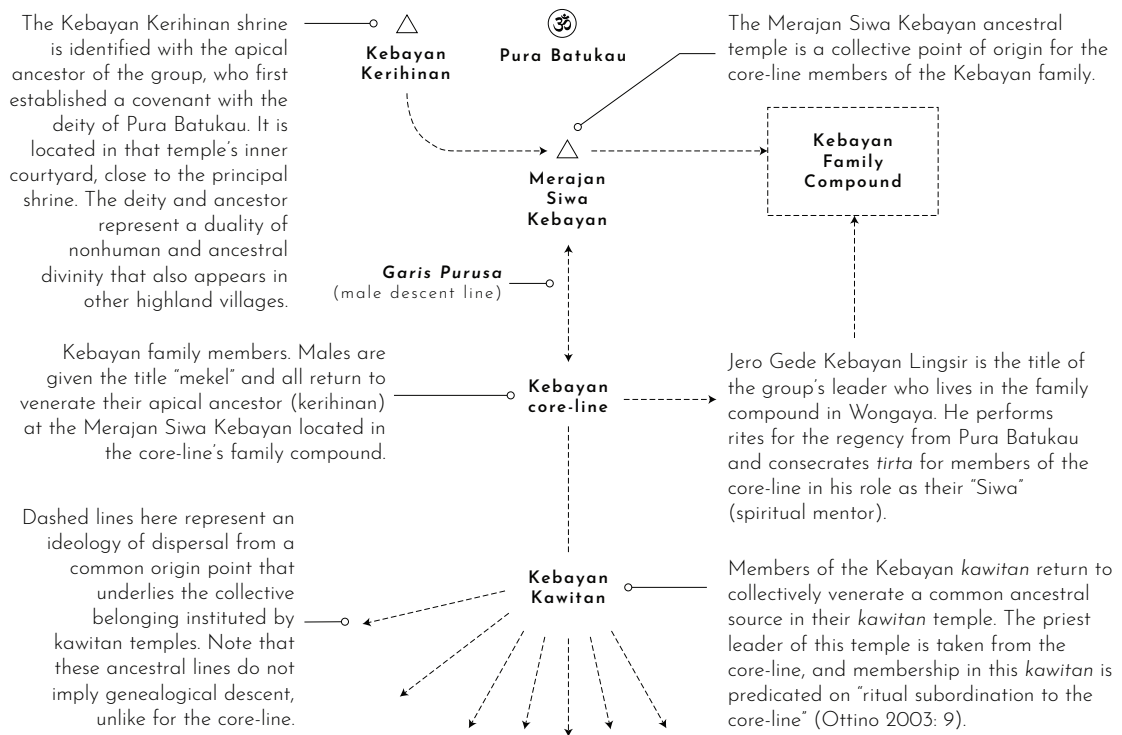 The Kebayan Kerihinan shrine
is identified with the apical
ancestor of the group, who first
established a covenant with the
deity of Pura Batukau. It is
located in that temple's inner
courtyard, close to the principal
shrine. The deity and ancestor
represent a duality of
nonhuman and ancestral
divinity that also appears in
other highland villages.
Kebayan
Kerihinan
ॐ
Pura Batukau
The Merajan Siwa Kebayan ancestral
temple is a collective point of origin for the
core-line members of the Kebayan family.
Kebayan
Family
Compound
Merajan
Siwa
Kebayan
Garis Purusa
(male descent line)
Kebayan family members. Males are
given the title "mekel" and all return to
venerate their apical ancestor (kerihinan)
at the Merajan Siwa Kebayan located in
the core-line's family compound.
Kebayan
core-line
Jero Gede Kebayan Lingsir is the title of
the group's leader who lives in the family
compound in Wongaya. He performs
rites for the regency from Pura Batukau
and consecrates tirta for members of the
core-line in his role as their "Siwa"
(spiritual mentor).
Dashed lines here represent an
ideology of dispersal from a
common origin point that
underlies the collective
belonging instituted by
kawitan temples. Note that
these ancestral lines do not
imply genealogical descent,
unlike for the core-line.
Kebayan
Kawitan
Members of the Kebayan kawitan return to
collectively venerate a common ancestral
source in their kawitan temple. The priest
leader of this temple is taken from the
core-line, and membership in this kawitan is
predicated on "ritual subordination to the
core-line" (Ottino 2003: 9).